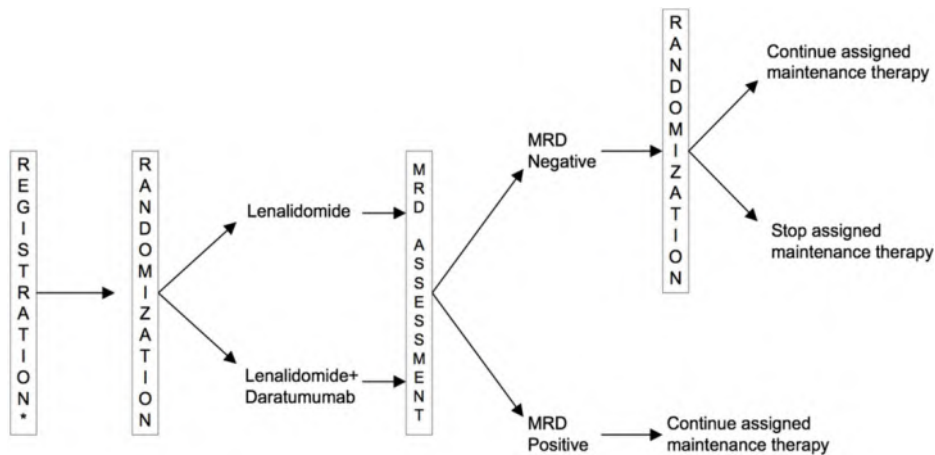 REGISTRATION*
RANDOMIZATION
Lenalidomide
Lenalidomide+
Daratumumab
MRD ASSESSMENT
MRD
Negative
MRD
Positive
RANDOMIZATION
Continue assigned
maintenance therapy
Stop assigned
maintenance therapy
Continue assigned
maintenance therapy